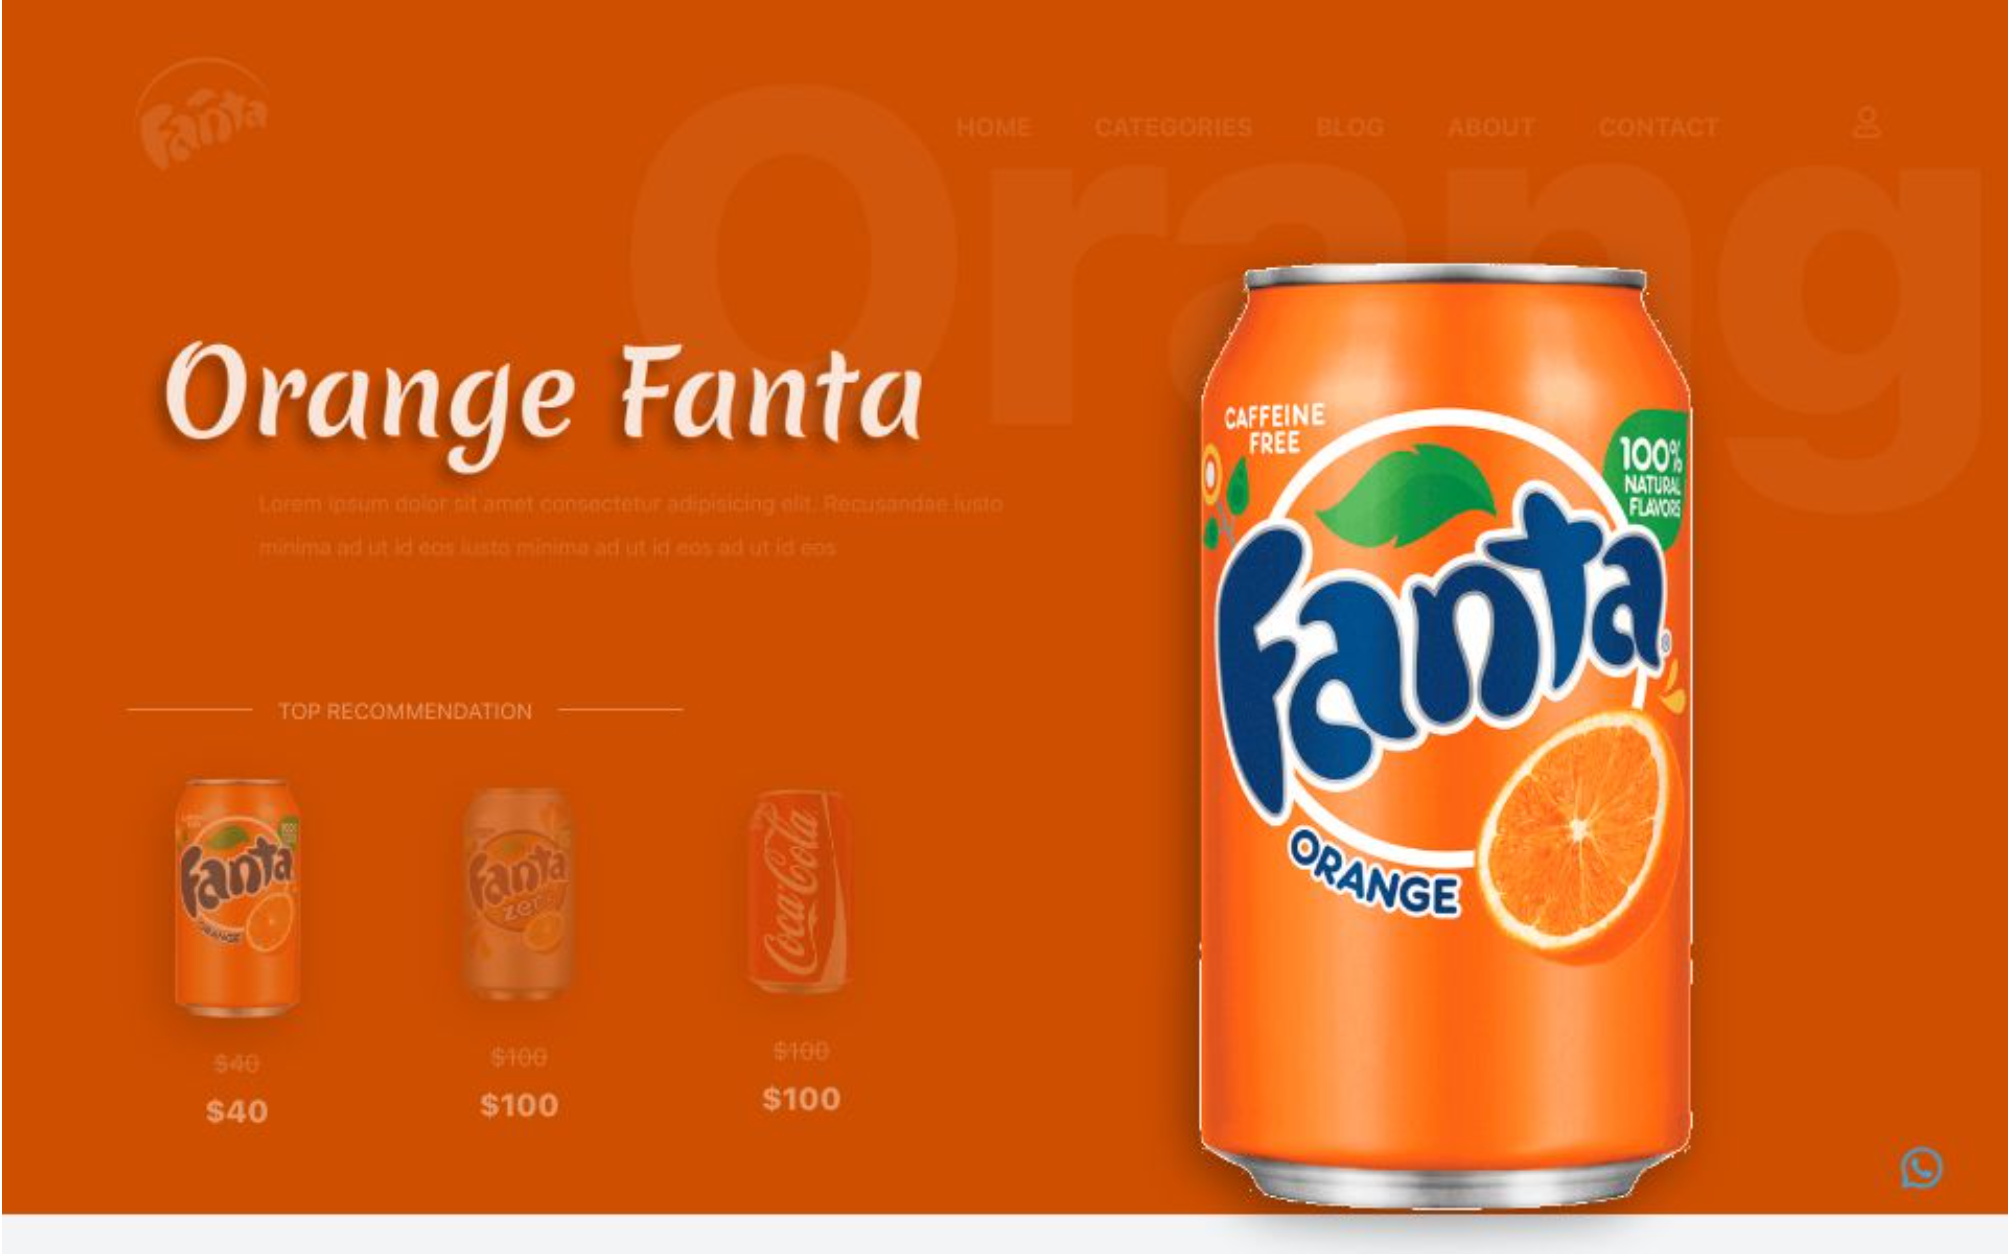 Fanta
HOME CATEGORIES BLOG ABOUT CONTACT
Orang
Orange Fanta
Lorem ipsum dolor sit amet consectetur adipisicing elit. Recusandae iusto
minima ad ut id eos iusto minima ad ut id eos ad ut id eos
TOP RECOMMENDATION
Fanta
ORANGE
Fanta
zero
Coca-Cola
$40
$100
$100
$40
$100
$100
CAFFEINE
FREE
100%
NATURAL
FLAVORS
Fanta
®
ORANGE